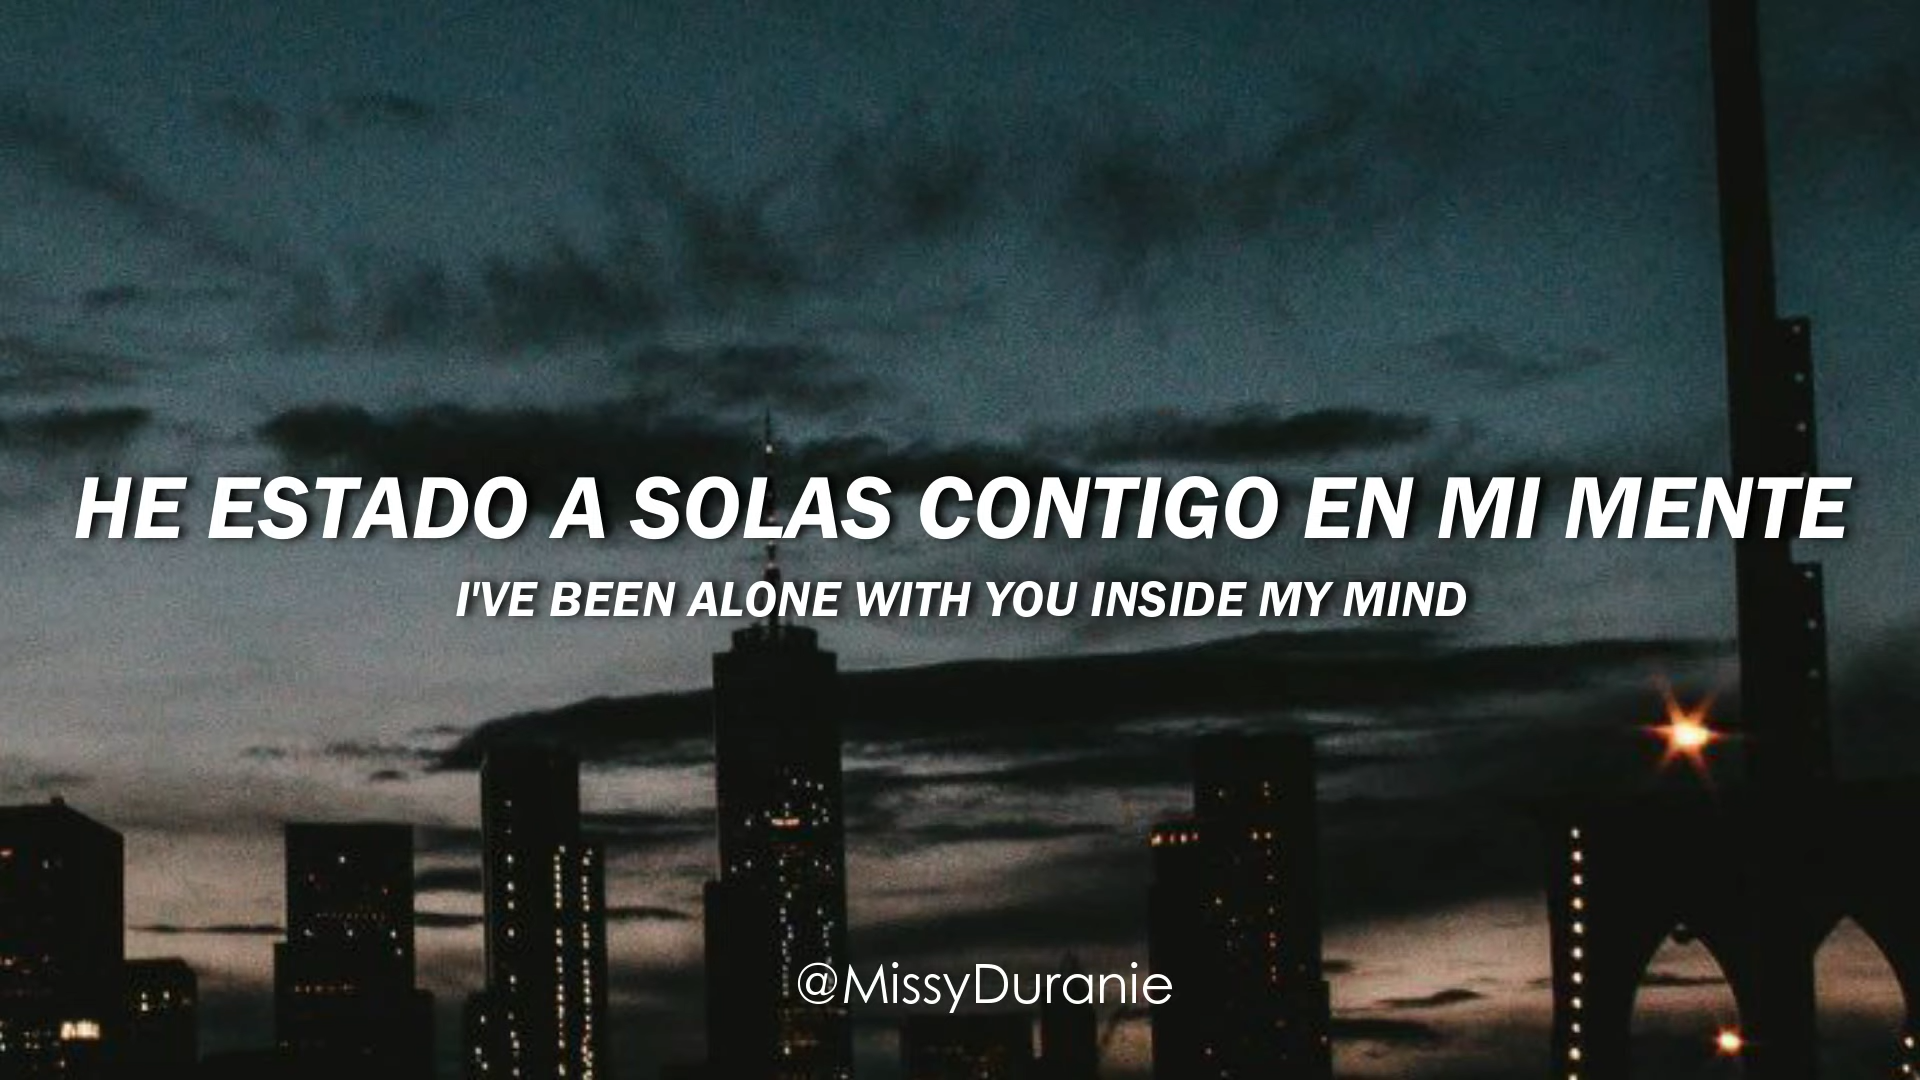 HE ESTADO A SOLAS CONTIGO EN MI MENTE
I'VE BEEN ALONE WITH YOU INSIDE MY MIND
@MissyDuranie